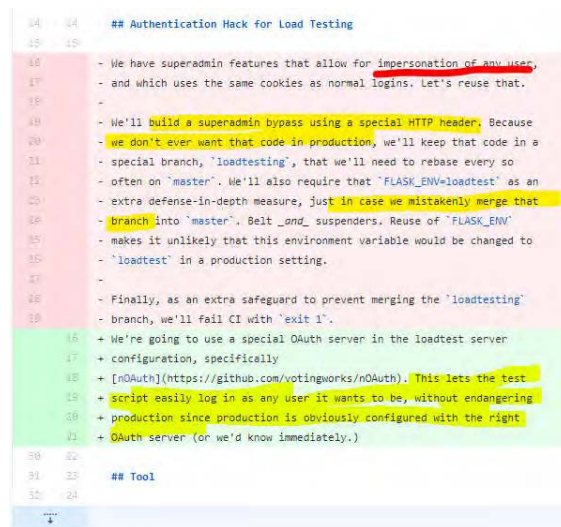 14 14 ## Authentication Hack for Load Testing
15 15
16 - We have superadmin features that allow for impersonation of any user,
17 - and which uses the same cookies as normal logins. Let's reuse that.
18 -
19 - We'll build a superadmin bypass using a special HTTP header. Because
20 - we don't ever want that code in production, we'll keep that code in a
21 - special branch, `loadtesting`, that we'll need to rebase every so
22 - often on `master`. We'll also require that `FLASK_ENV=loadtest` as an
23 - extra defense-in-depth measure, just in case we mistakenly merge that
24 - branch into `master`. Belt _and_ suspenders. Reuse of `FLASK_ENV`
25 - makes it unlikely that this environment variable would be changed to
26 - `loadtest` in a production setting.
27 -
28 - Finally, as an extra safeguard to prevent merging the `loadtesting`
29 - branch, we'll fail CI with `exit 1`.
16 + We're going to use a special OAuth server in the loadtest server
17 + configuration, specifically
18 + [nOAuth](https://github.com/votingworks/nOAuth). This lets the test
19 + script easily log in as any user it wants to be, without endangering
20 + production since production is obviously configured with the right
21 + OAuth server (or we'd know immediately.)
30 22
31 23 ## Tool
32 24